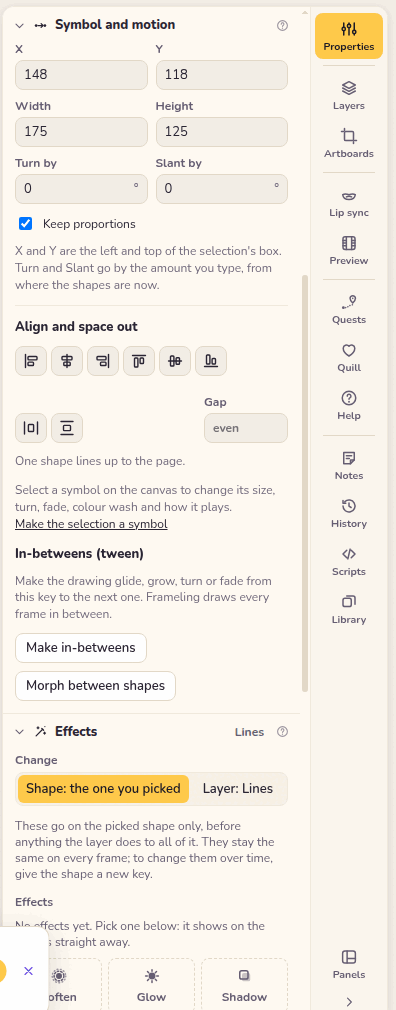 Symbol and motion
X
Y
148
118
Width
Height
175
125
Turn by
Slant by
0 °
0 °
Keep proportions
X and Y are the left and top of the selection's box.
Turn and Slant go by the amount you type, from
where the shapes are now.
Align and space out
Gap
even
One shape lines up to the page.
Select a symbol on the canvas to change its size,
turn, fade, colour wash and how it plays.
Make the selection a symbol
In-betweens (tween)
Make the drawing glide, grow, turn or fade from
this key to the next one. Frameling draws every
frame in between.
Make in-betweens
Morph between shapes
Effects
Lines
Change
Shape: the one you picked
Layer: Lines
These go on the picked shape only, before
anything the layer does to all of it. They stay the
same on every frame; to change them over time,
give the shape a new key.
Effects
No effects yet. Pick one below: it shows on the
straight away.
Glow
Shadow
Properties
Layers
Artboards
Lip sync
Preview
Quests
Quill
Help
Notes
History
Scripts
Library
Panels